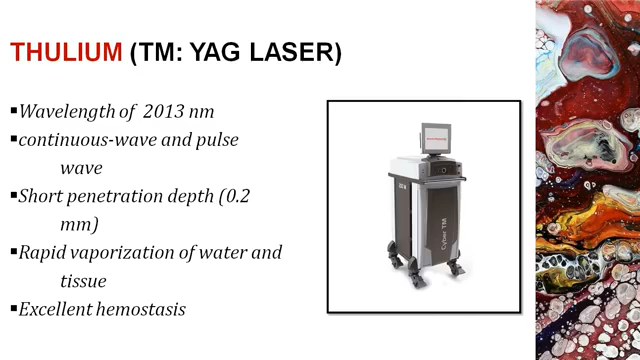 THULIUM (TM: YAG LASER)
▪Wavelength of 2013 nm
▪continuous-wave and pulse
wave
▪Short penetration depth (0.2
mm)
▪Rapid vaporization of water and
tissue
▪Excellent hemostasis
Cyber TM